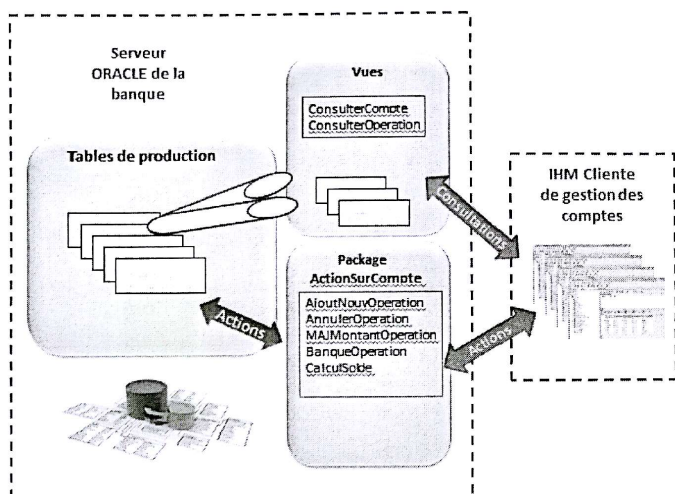 Serveur
ORACLE de la
banque
Vues
ConsulterCompte
ConsulterOperation
Tables de production
IHM Cliente
de gestion des
comptes
Consultations
Package
ActionSurCompte
AjoutNouvOperation
AnnulerOperation
MAJMontantOperation
BanqueOperation
CalculSolde
Actions
Actions